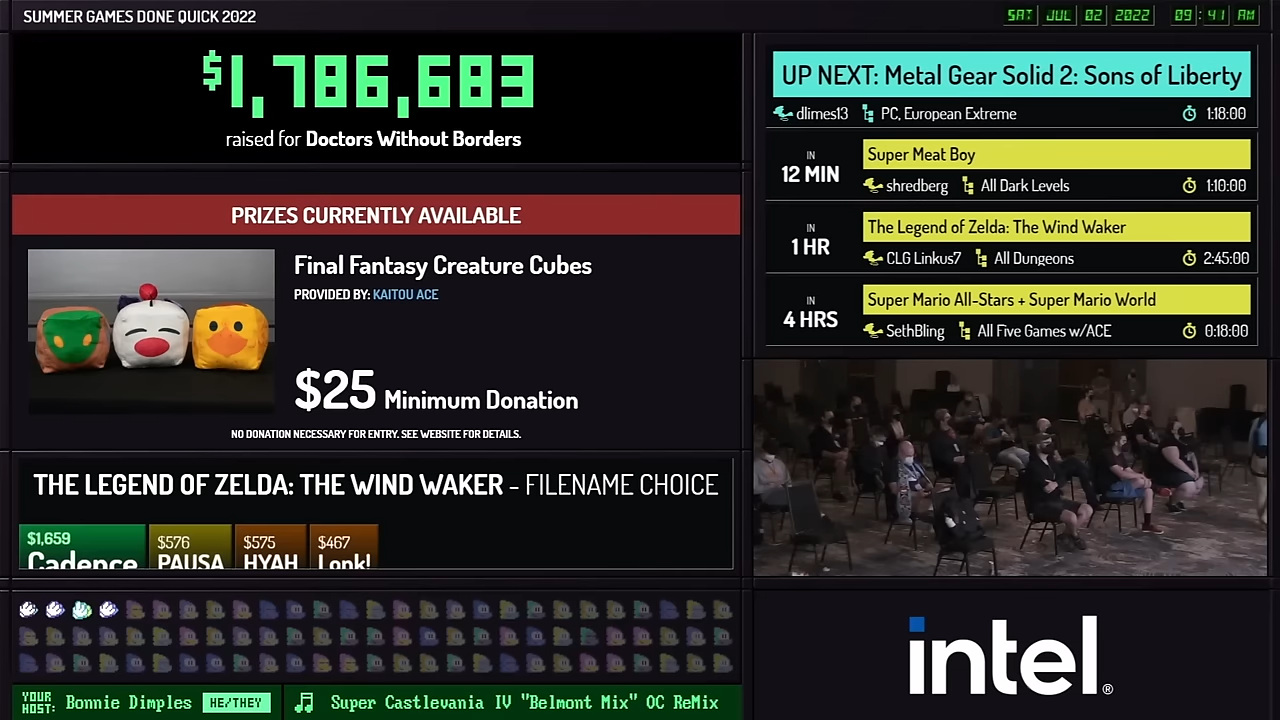 SUMMER GAMES DONE QUICK 2022
SAT JUL 02 2022 09:41 AM
$1,786,683
raised for Doctors Without Borders
PRIZES CURRENTLY AVAILABLE
Final Fantasy Creature Cubes
PROVIDED BY: KAITOU ACE
$25 Minimum Donation
NO DONATION NECESSARY FOR ENTRY. SEE WEBSITE FOR DETAILS.
THE LEGEND OF ZELDA: THE WIND WAKER - FILENAME CHOICE
$1,659
Cadence
$576
PAUSA
$575
HYAH
$467
Lonk!
YOUR HOST: Bonnie Dimples HE/THEY
Super Castlevania IV "Belmont Mix" OC ReMix
UP NEXT: Metal Gear Solid 2: Sons of Liberty
dlimes13 PC, European Extreme 1:18:00
IN
12 MIN
Super Meat Boy
shredberg All Dark Levels 1:10:00
IN
1 HR
The Legend of Zelda: The Wind Waker
CLG Linkus7 All Dungeons 2:45:00
IN
4 HRS
Super Mario All-Stars + Super Mario World
SethBling All Five Games w/ACE 0:18:00
intel®